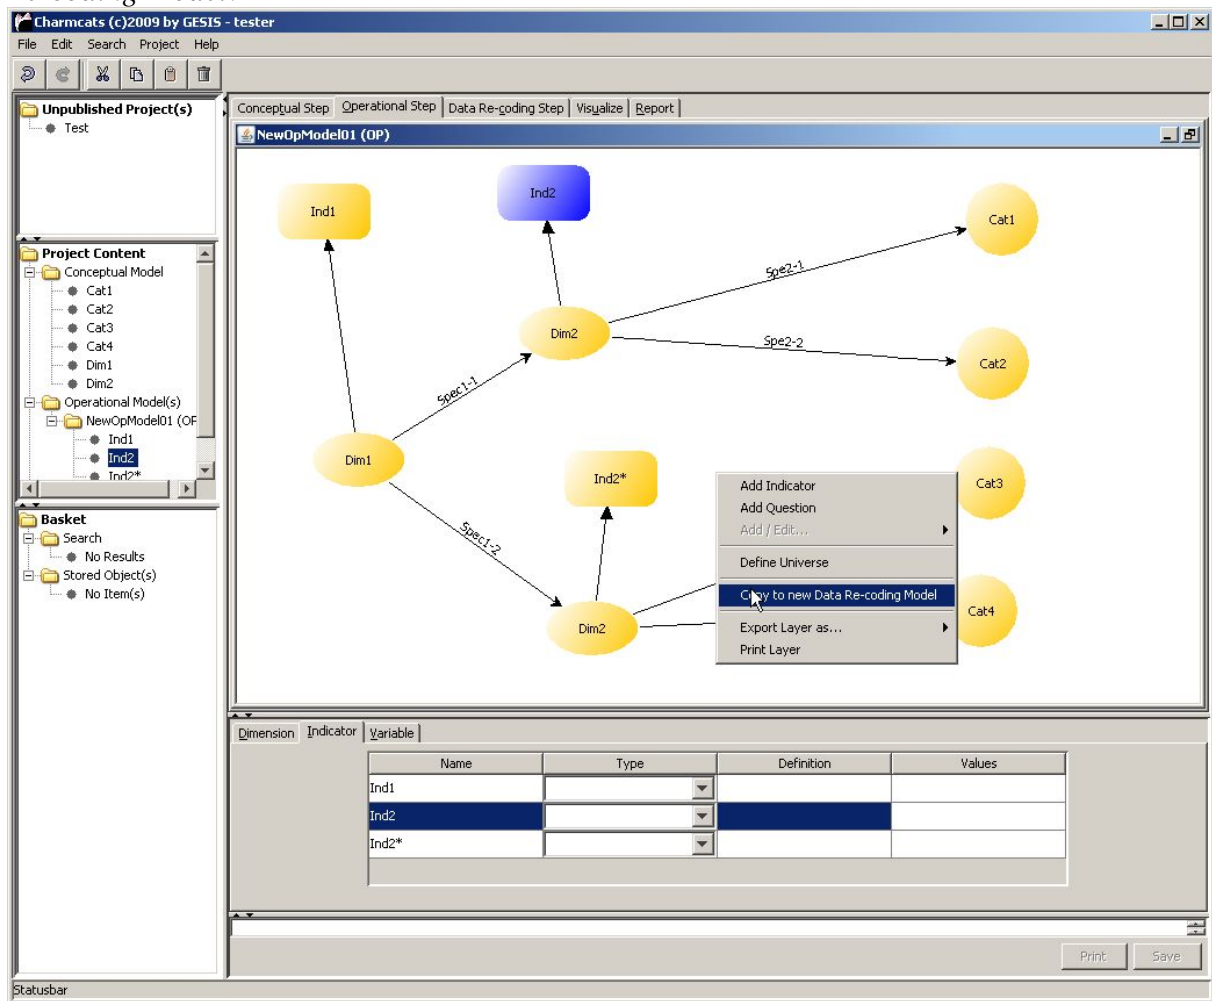 Charmcats (c)2009 by GESIS - tester
File Edit Search Project Help
Unpublished Project(s)
Test
Project Content
Conceptual Model
Cat1
Cat2
Cat3
Cat4
Dim1
Dim2
Operational Model(s)
NewOpModel01 (OP
Ind1
Ind2
Ind2*
Basket
Search
No Results
Stored Object(s)
No Item(s)
Conceptual Step Operational Step Data Re-coding Step Visualize Report
NewOpModel01 (OP)
Ind1
Ind2
Cat1
Spe2-1
Dim2
Spe2-2
Cat2
Spec1-1
Dim1
Ind2*
Cat3
Spec1-2
Dim2
Cat4
Add Indicator
Add Question
Add / Edit...
Define Universe
Copy to new Data Re-coding Model
Export Layer as...
Print Layer
Dimension Indicator Variable
Name Type Definition Values
Ind1
Ind2
Ind2*
Print Save
Statusbar